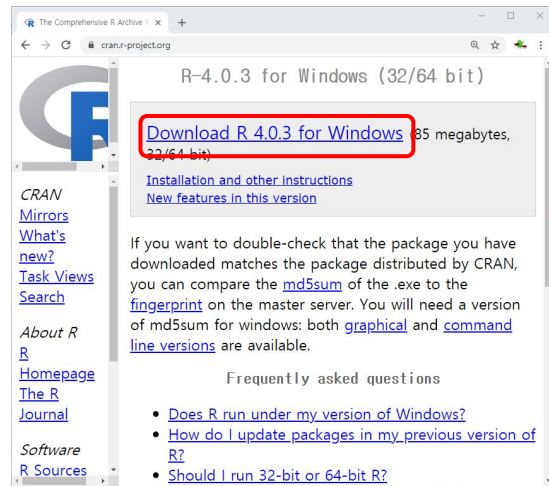 The Comprehensive R Archive N
cran.r-project.org
R-4.0.3 for Windows (32/64 bit)
Download R 4.0.3 for Windows (85 megabytes,
32/64 bit)
Installation and other instructions
New features in this version
R
CRAN
Mirrors
What's
new?
Task Views
Search
About R
R
Homepage
The R
Journal
Software
R Sources
If you want to double-check that the package you have
downloaded matches the package distributed by CRAN,
you can compare the md5sum of the .exe to the
fingerprint on the master server. You will need a version
of md5sum for windows: both graphical and command
line versions are available.
Frequently asked questions
• Does R run under my version of Windows?
• How do I update packages in my previous version of
R?
• Should I run 32-bit or 64-bit R?